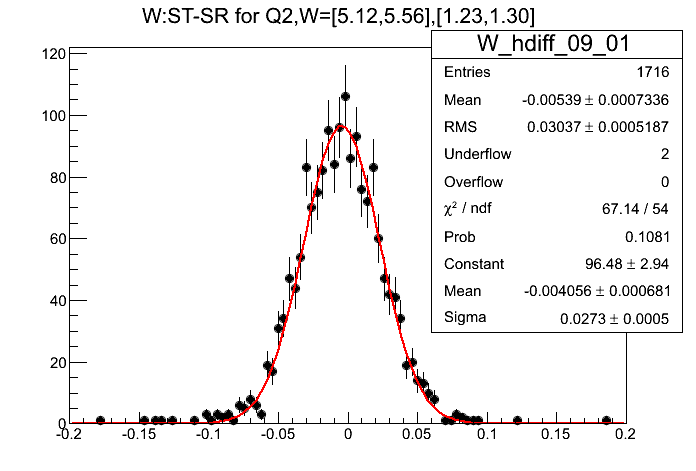 W:ST-SR for Q2,W=[5.12,5.56],[1.23,1.30]
W_hdiff_09_01
Entries 1716
Mean -0.00539 ± 0.0007336
RMS 0.03037 ± 0.0005187
Underflow 2
Overflow 0
χ² / ndf 67.14 / 54
Prob 0.1081
Constant 96.48 ± 2.94
Mean -0.004056 ± 0.000681
Sigma 0.0273 ± 0.0005
120
100
80
60
40
20
0
-0.2 -0.15 -0.1 -0.05 0 0.05 0.1 0.15 0.2